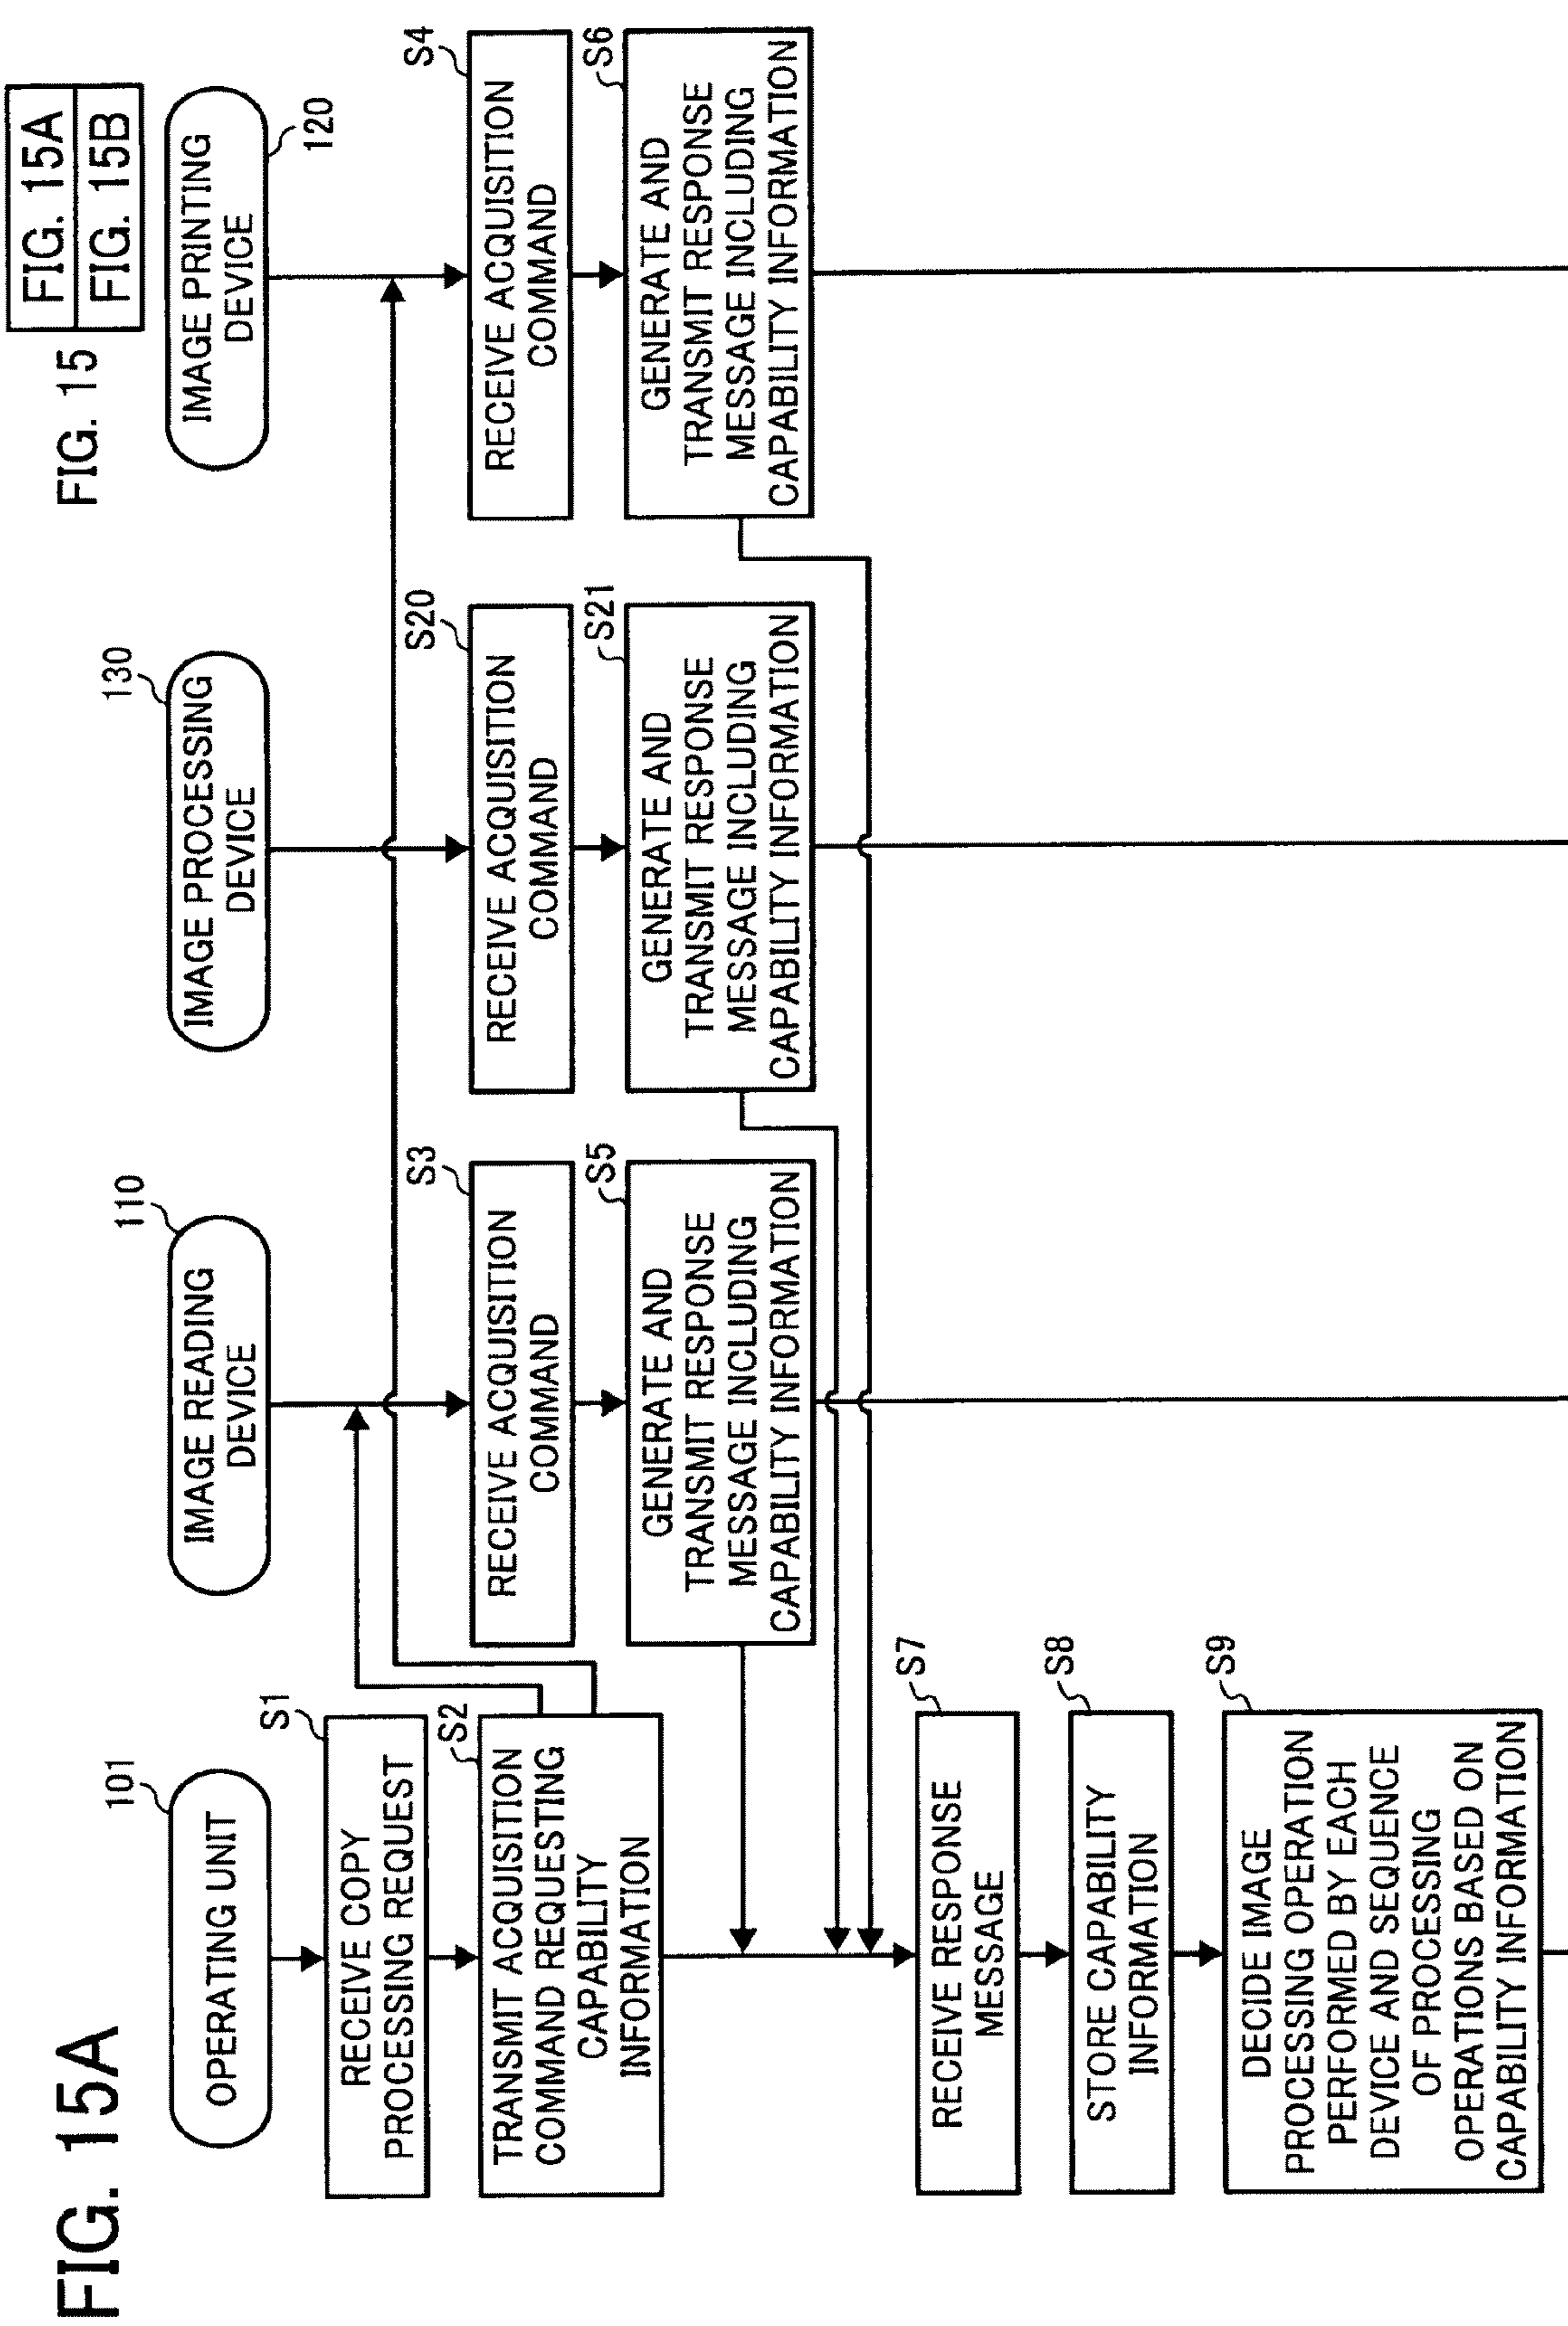 FIG. 15A
FIG. 15
FIG. 15A
FIG. 15B
OPERATING UNIT
101
RECEIVE COPY
PROCESSING REQUEST
S1
TRANSMIT ACQUISITION
COMMAND REQUESTING
CAPABILITY
INFORMATION
S2
RECEIVE RESPONSE
MESSAGE
S7
STORE CAPABILITY
INFORMATION
S8
DECIDE IMAGE
PROCESSING OPERATION
PERFORMED BY EACH
DEVICE AND SEQUENCE
OF PROCESSING
OPERATIONS BASED ON
CAPABILITY INFORMATION
S9
IMAGE READING
DEVICE
110
RECEIVE ACQUISITION
COMMAND
S3
GENERATE AND
TRANSMIT RESPONSE
MESSAGE INCLUDING
CAPABILITY INFORMATION
S5
IMAGE PROCESSING
DEVICE
130
RECEIVE ACQUISITION
COMMAND
S20
GENERATE AND
TRANSMIT RESPONSE
MESSAGE INCLUDING
CAPABILITY INFORMATION
S21
IMAGE PRINTING
DEVICE
120
RECEIVE ACQUISITION
COMMAND
S4
GENERATE AND
TRANSMIT RESPONSE
MESSAGE INCLUDING
CAPABILITY INFORMATION
S6